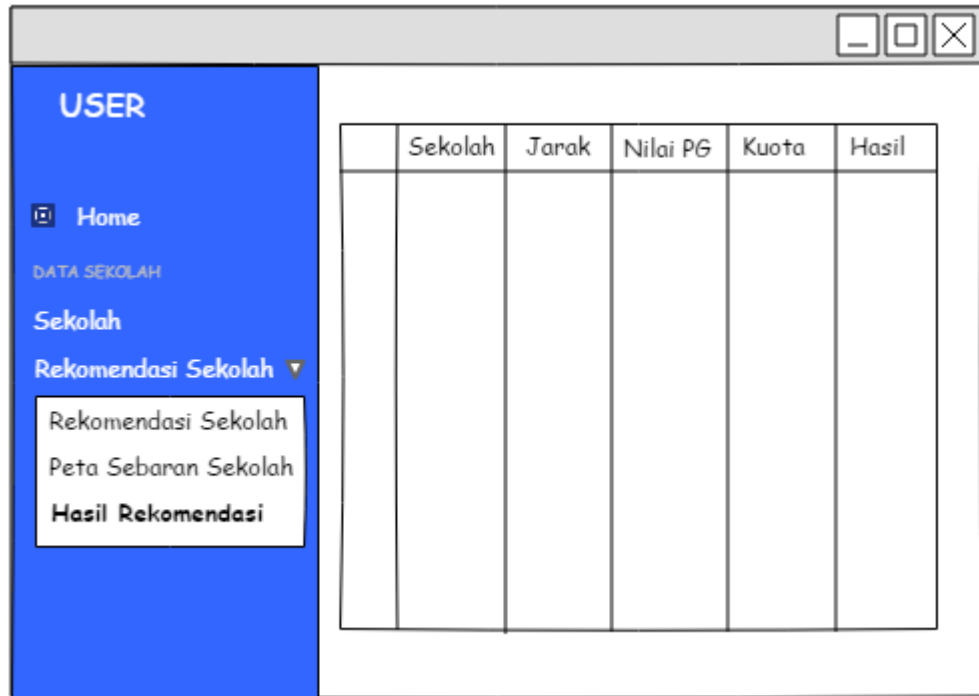 USER
Home
DATA SEKOLAH
Sekolah
Rekomendasi Sekolah
Rekomendasi Sekolah
Peta Sebaran Sekolah
Hasil Rekomendasi
Sekolah Jarak Nilai PG Kuota Hasil